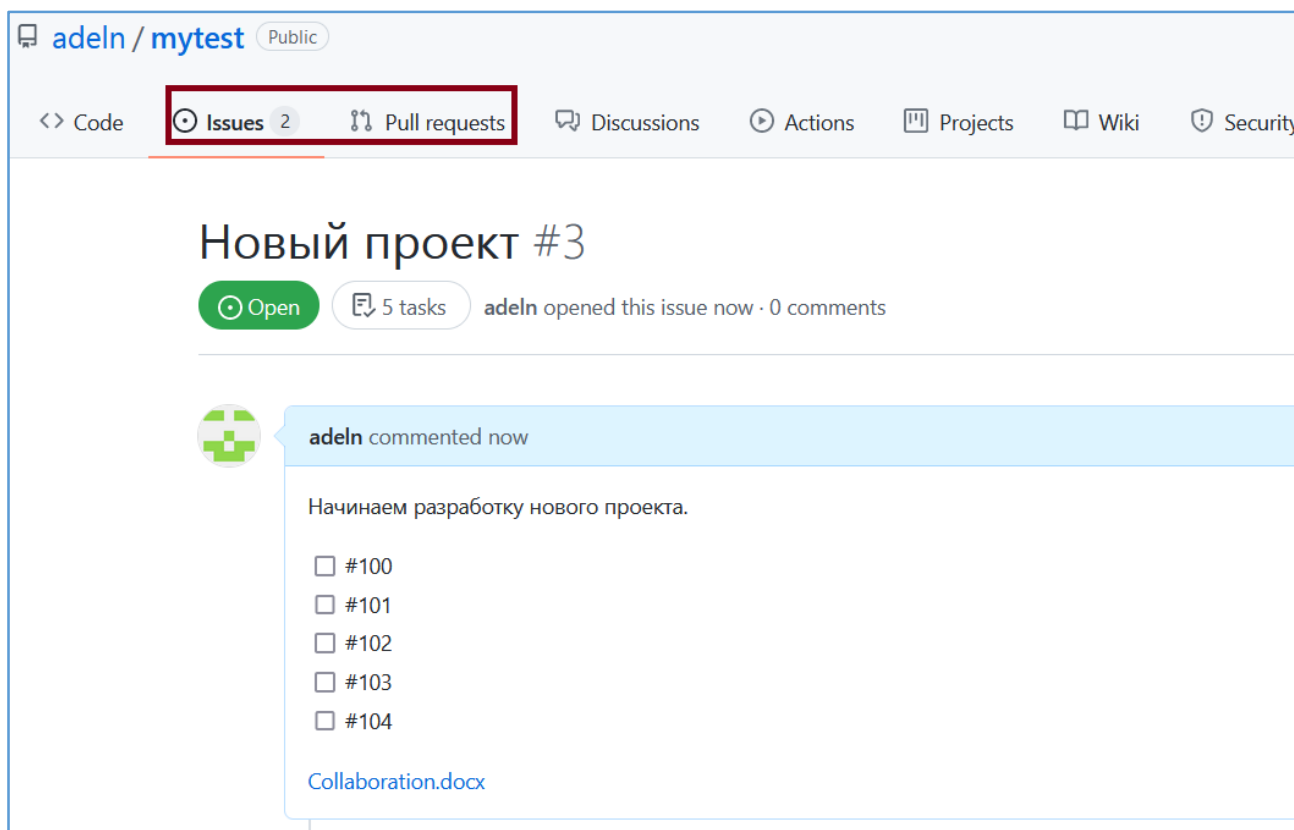 adeln / mytest Public
Code Issues 2 Pull requests Discussions Actions Projects Wiki Security
Новый проект #3
Open 5 tasks adeln opened this issue now · 0 comments
adeln commented now
Начинаем разработку нового проекта.
#100
#101
#102
#103
#104
Collaboration.docx